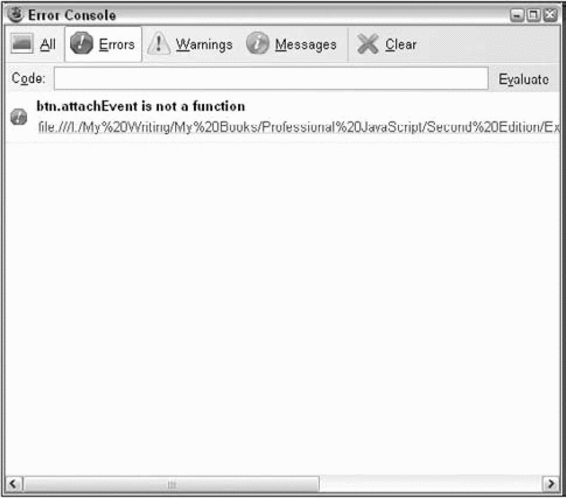 Error Console
All Errors Warnings Messages Clear
Code: Evaluate
btn.attachEvent is not a function
file:///I:/My%20Writing/My%20Books/Professional%20JavaScript/Second%20Edition/Ex